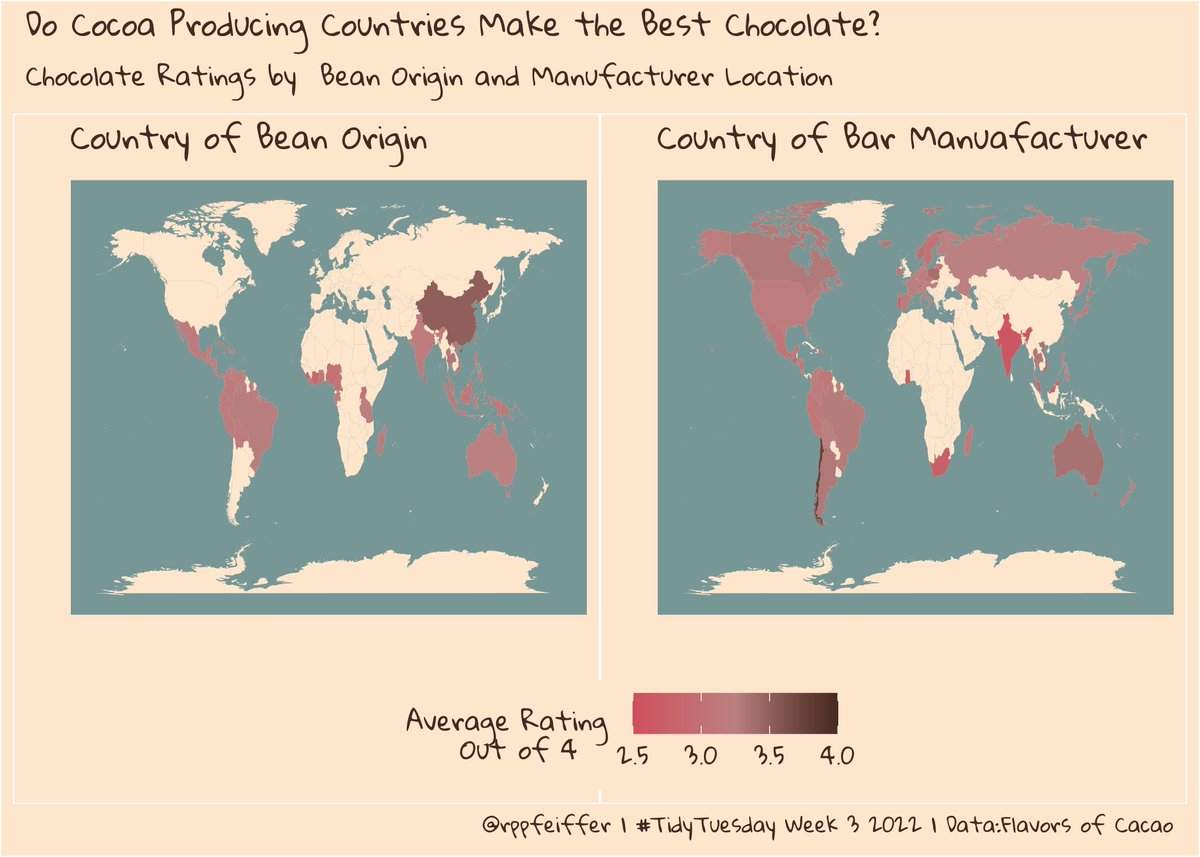 Do Cocoa Producing Countries Make the Best Chocolate?
Chocolate Ratings by  Bean Origin and Manufacturer Location
Country of Bean Origin
Country of Bar Manuafacturer
Average Rating
Out of 4
2.5 3.0 3.5 4.0
@rppfeiffer | #TidyTuesday Week 3 2022 | Data:Flavors of Cacao